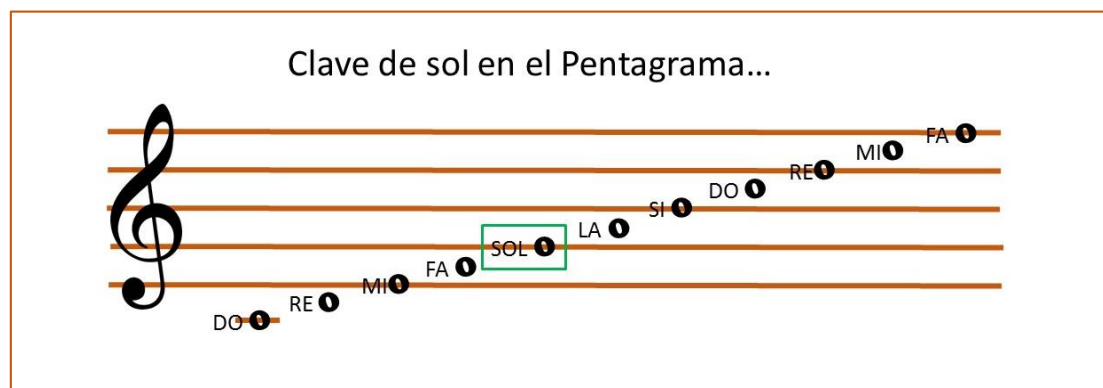 Clave de sol en el Pentagrama...
DO
RE
MI
FA
SOL
LA
SI
DO
RE
MI
FA